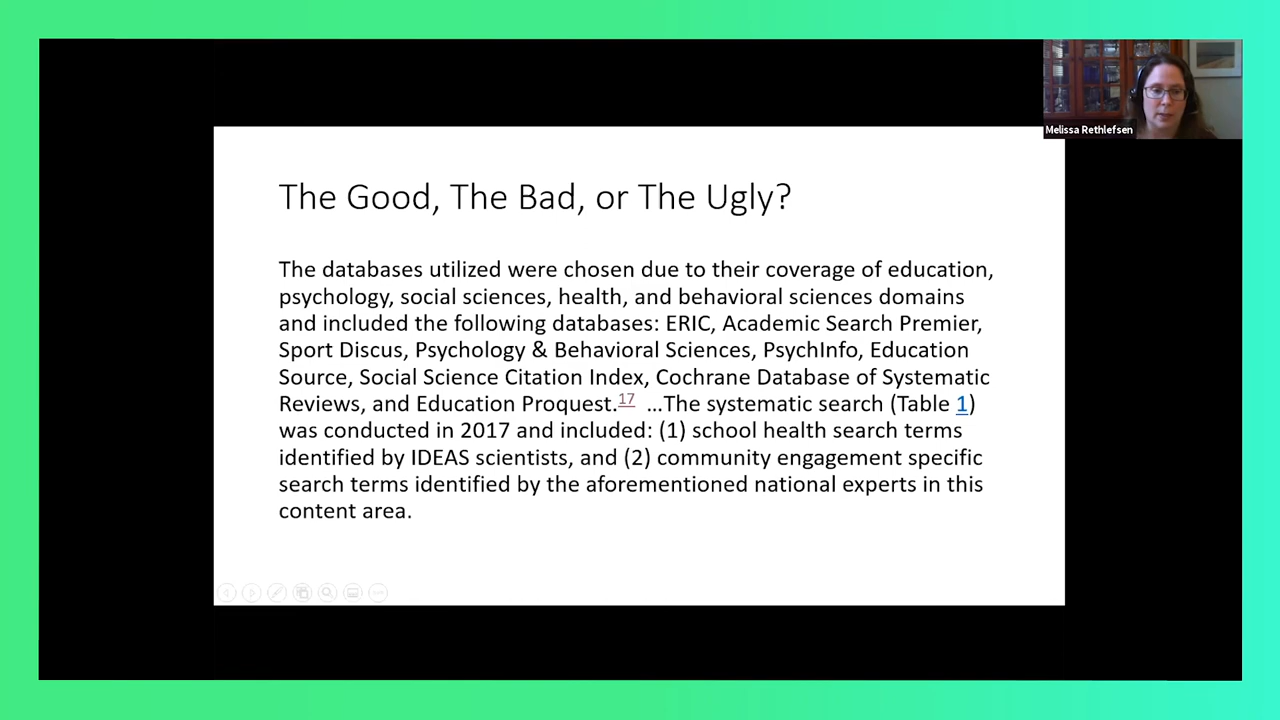 Melissa Rethlefsen
The Good, The Bad, or The Ugly?
The databases utilized were chosen due to their coverage of education,
psychology, social sciences, health, and behavioral sciences domains
and included the following databases: ERIC, Academic Search Premier,
Sport Discus, Psychology & Behavioral Sciences, PsychInfo, Education
Source, Social Science Citation Index, Cochrane Database of Systematic
Reviews, and Education Proquest.17 …The systematic search (Table 1)
was conducted in 2017 and included: (1) school health search terms
identified by IDEAS scientists, and (2) community engagement specific
search terms identified by the aforementioned national experts in this
content area.